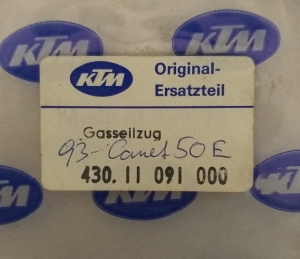 KTM
KTM
KTM Original-
Ersatzteil
Gasseilzug
93- Comet 50 E
430. 11 091 000
KTM
KTM
KTM